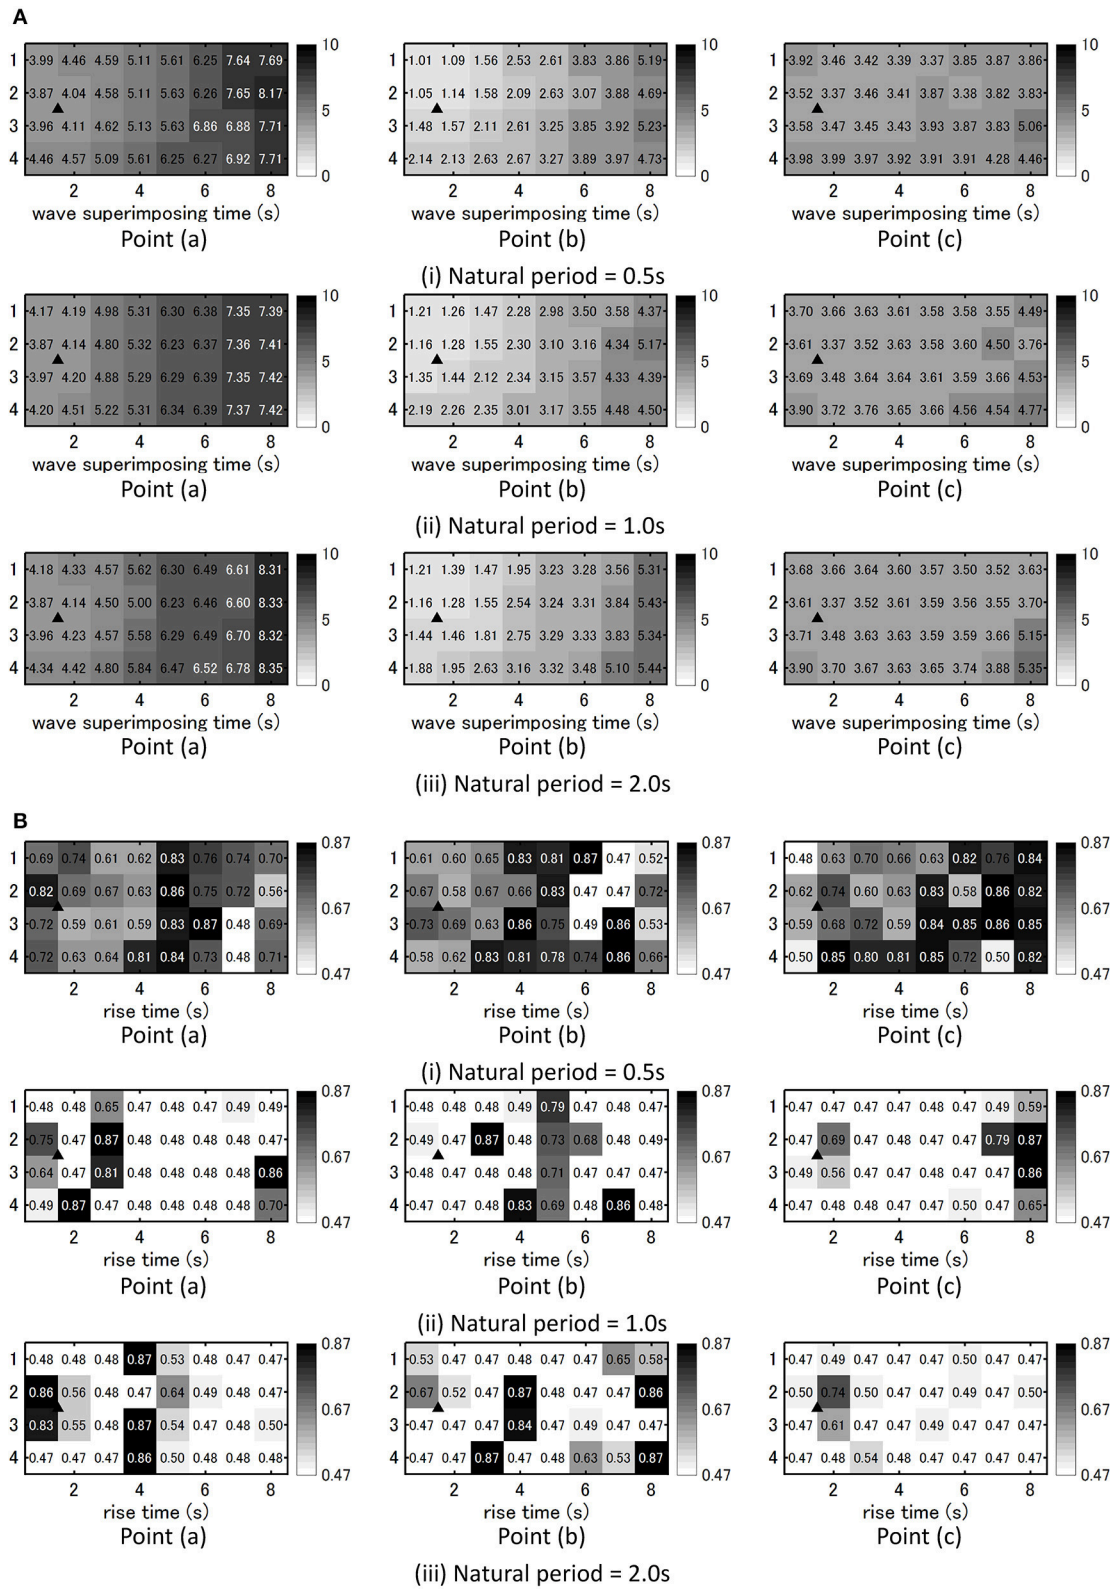 A
1 3.99 4.46 4.59 5.11 5.61 6.25 7.64 7.69 10
2 3.87 4.04 4.58 5.11 5.63 6.26 7.65 8.17
3 3.96 4.11 4.62 5.13 5.63 6.86 6.88 7.71 5
4 4.46 4.57 5.09 5.61 6.25 6.27 6.92 7.71 0
2 4 6 8
wave superimposing time (s)
Point (a)
1 1.01 1.09 1.56 2.53 2.61 3.83 3.86 5.19 10
2 1.05 1.14 1.58 2.09 2.63 3.07 3.88 4.69
3 1.48 1.57 2.11 2.61 3.25 3.85 3.92 5.23 5
4 2.14 2.13 2.63 2.67 3.27 3.89 3.97 4.73 0
2 4 6 8
wave superimposing time (s)
Point (b)
1 3.92 3.46 3.42 3.39 3.37 3.85 3.87 3.86 10
2 3.52 3.37 3.46 3.41 3.87 3.38 3.82 3.83
3 3.58 3.47 3.45 3.43 3.93 3.87 3.83 5.06 5
4 3.98 3.99 3.97 3.92 3.91 3.91 4.28 4.46 0
2 4 6 8
wave superimposing time (s)
Point (c)
(i) Natural period = 0.5s
1 4.17 4.19 4.98 5.31 6.30 6.38 7.35 7.39 10
2 3.87 4.14 4.80 5.32 6.23 6.37 7.36 7.41
3 3.97 4.20 4.88 5.29 6.29 6.39 7.35 7.42 5
4 4.20 4.51 5.22 5.31 6.34 6.39 7.37 7.42 0
2 4 6 8
wave superimposing time (s)
Point (a)
1 1.21 1.26 1.47 2.28 2.98 3.50 3.58 4.37 10
2 1.16 1.28 1.55 2.30 3.10 3.16 4.34 5.17
3 1.35 1.44 2.12 2.34 3.15 3.57 4.33 4.39 5
4 2.19 2.26 2.35 3.01 3.17 3.55 4.48 4.50 0
2 4 6 8
wave superimposing time (s)
Point (b)
1 3.70 3.66 3.63 3.61 3.58 3.58 3.55 4.49 10
2 3.61 3.37 3.52 3.63 3.58 3.60 4.50 3.76
3 3.69 3.48 3.64 3.64 3.61 3.59 3.66 4.53 5
4 3.90 3.72 3.76 3.65 3.66 4.56 4.54 4.77 0
2 4 6 8
wave superimposing time (s)
Point (c)
(ii) Natural period = 1.0s
1 4.18 4.33 4.57 5.62 6.30 6.49 6.61 8.31 10
2 3.87 4.14 4.50 5.00 6.23 6.46 6.60 8.33
3 3.96 4.23 4.57 5.58 6.29 6.49 6.70 8.32 5
4 4.34 4.42 4.80 5.84 6.47 6.52 6.78 8.35 0
2 4 6 8
wave superimposing time (s)
Point (a)
1 1.21 1.39 1.47 1.95 3.23 3.28 3.56 5.31 10
2 1.16 1.28 1.55 2.54 3.24 3.31 3.84 5.43
3 1.44 1.46 1.81 2.75 3.29 3.33 3.83 5.34 5
4 1.88 1.95 2.63 3.16 3.32 3.48 5.10 5.44 0
2 4 6 8
wave superimposing time (s)
Point (b)
1 3.68 3.66 3.64 3.60 3.57 3.50 3.52 3.63 10
2 3.61 3.37 3.52 3.61 3.59 3.56 3.55 3.70
3 3.71 3.48 3.63 3.63 3.59 3.59 3.66 5.15 5
4 3.90 3.70 3.67 3.63 3.65 3.74 3.88 5.35 0
2 4 6 8
wave superimposing time (s)
Point (c)
(iii) Natural period = 2.0s
B
1 0.69 0.74 0.61 0.62 0.83 0.76 0.74 0.70 0.87
2 0.82 0.69 0.67 0.63 0.86 0.75 0.72 0.56
3 0.72 0.59 0.61 0.59 0.83 0.87 0.48 0.69 0.67
4 0.72 0.63 0.64 0.81 0.84 0.73 0.48 0.71 0.47
2 4 6 8
rise time (s)
Point (a)
1 0.61 0.60 0.65 0.83 0.81 0.87 0.47 0.52 0.87
2 0.67 0.58 0.67 0.66 0.83 0.47 0.47 0.72
3 0.73 0.69 0.63 0.86 0.75 0.49 0.86 0.53 0.67
4 0.58 0.62 0.83 0.81 0.78 0.74 0.86 0.66 0.47
2 4 6 8
rise time (s)
Point (b)
1 0.48 0.63 0.70 0.66 0.63 0.82 0.76 0.84 0.87
2 0.62 0.74 0.60 0.63 0.83 0.58 0.86 0.82
3 0.59 0.68 0.72 0.59 0.84 0.85 0.86 0.85 0.67
4 0.50 0.85 0.80 0.81 0.85 0.72 0.50 0.82 0.47
2 4 6 8
rise time (s)
Point (c)
(i) Natural period = 0.5s
1 0.48 0.48 0.65 0.47 0.48 0.47 0.49 0.49 0.87
2 0.75 0.47 0.87 0.48 0.48 0.48 0.48 0.47
3 0.64 0.47 0.81 0.48 0.48 0.48 0.48 0.86 0.67
4 0.49 0.87 0.47 0.48 0.48 0.48 0.48 0.70 0.47
2 4 6 8
rise time (s)
Point (a)
1 0.48 0.48 0.48 0.49 0.79 0.47 0.48 0.47 0.87
2 0.49 0.47 0.87 0.48 0.73 0.68 0.48 0.49
3 0.48 0.47 0.48 0.48 0.71 0.47 0.47 0.48 0.67
4 0.47 0.47 0.47 0.83 0.69 0.48 0.86 0.48 0.47
2 4 6 8
rise time (s)
Point (b)
1 0.47 0.47 0.47 0.47 0.48 0.47 0.49 0.59 0.87
2 0.47 0.69 0.48 0.47 0.48 0.47 0.79 0.87
3 0.49 0.56 0.47 0.47 0.48 0.47 0.48 0.86 0.67
4 0.47 0.48 0.48 0.47 0.47 0.50 0.47 0.65 0.47
2 4 6 8
rise time (s)
Point (c)
(ii) Natural period = 1.0s
1 0.48 0.48 0.48 0.87 0.53 0.48 0.47 0.47 0.87
2 0.86 0.56 0.48 0.47 0.64 0.49 0.48 0.47
3 0.83 0.55 0.48 0.87 0.54 0.47 0.48 0.50 0.67
4 0.47 0.47 0.47 0.86 0.50 0.48 0.48 0.48 0.47
2 4 6 8
rise time (s)
Point (a)
1 0.53 0.47 0.47 0.48 0.47 0.47 0.65 0.58 0.87
2 0.67 0.52 0.47 0.87 0.48 0.47 0.47 0.86
3 0.47 0.47 0.47 0.84 0.47 0.49 0.47 0.47 0.67
4 0.47 0.47 0.87 0.47 0.48 0.63 0.53 0.87 0.47
2 4 6 8
rise time (s)
Point (b)
1 0.47 0.49 0.47 0.47 0.47 0.50 0.47 0.47 0.87
2 0.50 0.74 0.50 0.47 0.47 0.49 0.47 0.50
3 0.47 0.61 0.47 0.47 0.49 0.47 0.47 0.47 0.67
4 0.47 0.48 0.54 0.48 0.47 0.47 0.47 0.47 0.47
2 4 6 8
rise time (s)
Point (c)
(iii) Natural period = 2.0s